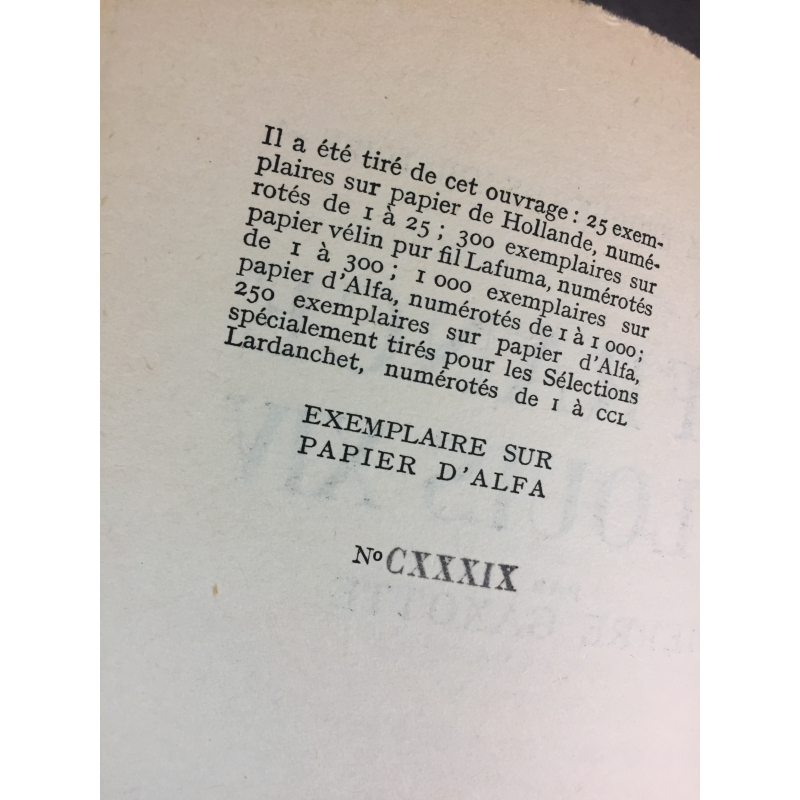 Il a été tiré de cet ouvrage : 25 exem-
plaires sur papier de Hollande, numé-
rotés de 1 à 25 ; 300 exemplaires sur
papier vélin pur fil Lafuma, numérotés
de 1 à 300 ; 1 000 exemplaires sur
papier d'Alfa, numérotés de 1 à 1 000 ;
250 exemplaires sur papier d'Alfa,
spécialement tirés pour les Sélections
Lardanchet, numérotés de I à CCL
EXEMPLAIRE SUR
PAPIER D'ALFA
No CXXXIX